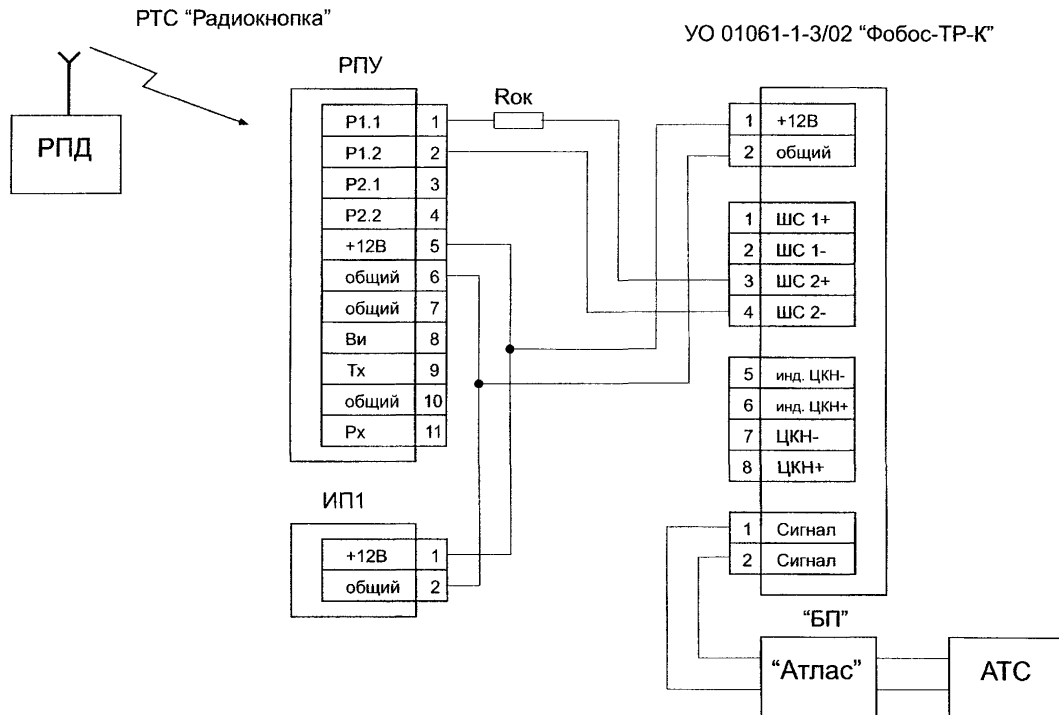 РТС “Радиокнопка”
УО 01061-1-3/02 “Фобос-ТР-К”
РПД
РПУ
Р1.1 1
Р1.2 2
Р2.1 3
Р2.2 4
+12В 5
общий 6
общий 7
Ви 8
Тх 9
общий 10
Рх 11
Rок
1 +12В
2 общий
1 ШС 1+
2 ШС 1-
3 ШС 2+
4 ШС 2-
5 инд. ЦКН-
6 инд. ЦКН+
7 ЦКН-
8 ЦКН+
1 Сигнал
2 Сигнал
ИП1
+12В 1
общий 2
“БП”
“Атлас”
АТС